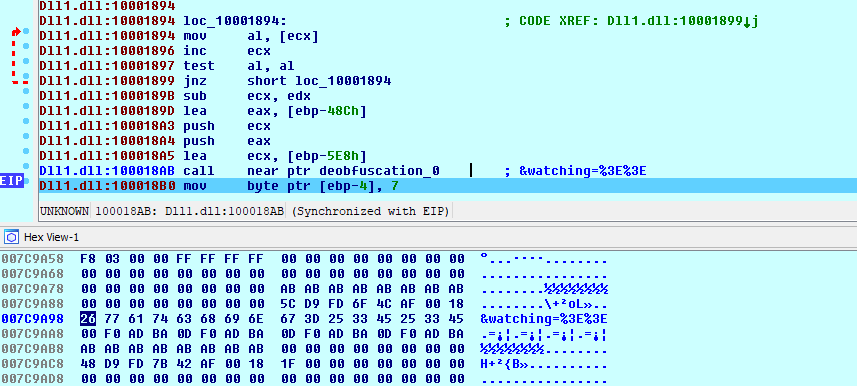 Dll1.dll:10001894
Dll1.dll:10001894 loc_10001894: ; CODE XREF: Dll1.dll:10001899↓j
Dll1.dll:10001894 mov al, [ecx]
Dll1.dll:10001896 inc ecx
Dll1.dll:10001897 test al, al
Dll1.dll:10001899 jnz short loc_10001894
Dll1.dll:1000189B sub ecx, edx
Dll1.dll:1000189D lea eax, [ebp-48Ch]
Dll1.dll:100018A3 push ecx
Dll1.dll:100018A4 push eax
Dll1.dll:100018A5 lea ecx, [ebp-5E8h]
Dll1.dll:100018AB call near ptr deobfuscation_0 ; &watching=%3E%3E
EIP Dll1.dll:100018B0 mov byte ptr [ebp-4], 7
UNKNOWN 100018AB: Dll1.dll:100018AB (Synchronized with EIP)
Hex View-1
007C9A58 F8 03 00 00 FF FF FF FF 00 00 00 00 00 00 00 00 °...····........
007C9A68 00 00 00 00 00 00 00 00 00 00 00 00 00 00 00 00 ................
007C9A78 00 00 00 00 00 00 00 00 AB AB AB AB AB AB AB AB ........½½½½½½½½
007C9A88 00 00 00 00 00 00 00 00 5C D9 FD 6F 4C AF 00 18 ........\+²oL»..
007C9A98 26 77 61 74 63 68 69 6E 67 3D 25 33 45 25 33 45 &watching=%3E%3E
007C9AA8 00 F0 AD BA 0D F0 AD BA 0D F0 AD BA 0D F0 AD BA .=¡¦.=¡¦.=¡¦.=¡¦
007C9AB8 AB AB AB AB AB AB AB AB 00 00 00 00 00 00 00 00 ½½½½½½½½........
007C9AC8 48 D9 FD 7B 42 AF 00 18 1F 00 00 00 00 00 00 00 H+²{B»..........
007C9AD8 00 00 00 00 00 00 00 00 00 00 00 00 00 00 00 00 ................